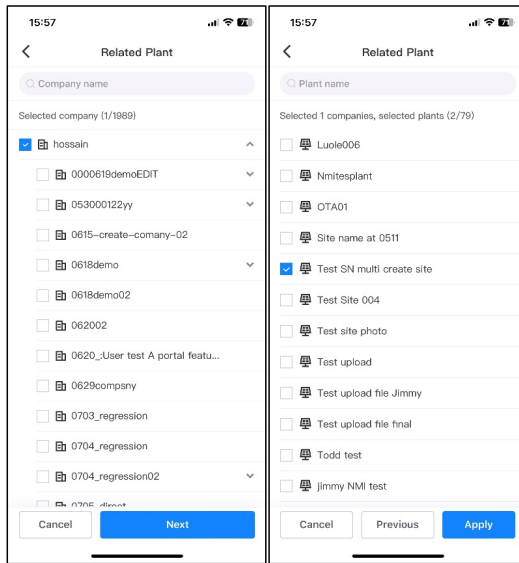 15:57
Related Plant
Company name
Selected company (1/1989)
hossain
0000619demoEDIT
053000122yy
0615-create-comany-02
0618demo
0618demo02
062002
0620_:User test A portal featu...
0629compsny
0703_regression
0704_regression
0704_regression02
0705_direct
Cancel
Next
15:57
Related Plant
Plant name
Selected 1 companies, selected plants (2/79)
Luole006
Nmitesplant
OTA01
Site name at 0511
Test SN multi create site
Test Site 004
Test site photo
Test upload
Test upload file Jimmy
Test upload file final
Todd test
jimmy NMI test
Cancel
Previous
Apply